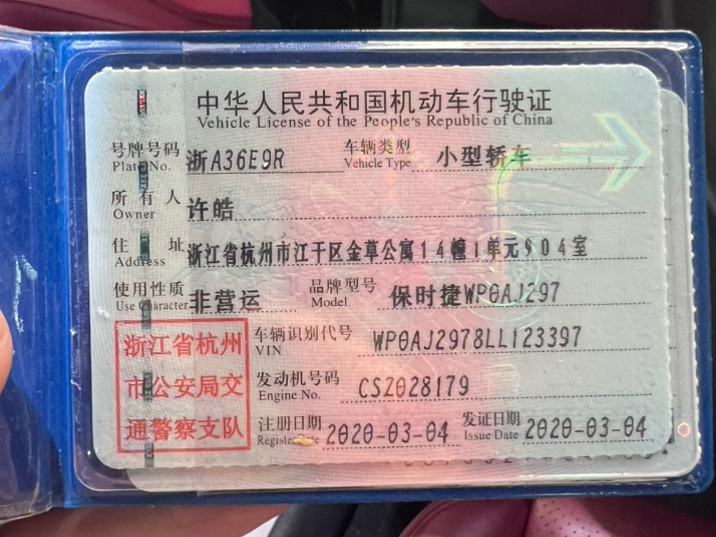 中华人民共和国机动车行驶证
Vehicle License of the People's Republic of China
号牌号码 浙A36E9R 车辆类型 小型轿车
Plate No. Vehicle Type
所有人 许皓
Owner
住址 浙江省杭州市江干区金草公寓14幢1单元904室
Address
使用性质 非营运 品牌型号 保时捷WP0AJ297
Use Character Model
浙江省杭州 车辆识别代号 WP0AJ2978LL123397
VIN
市公安局交 发动机号码 CS2028179
Engine No.
通警察支队 注册日期 2020-03-04 发证日期 2020-03-04
Register Date Issue Date